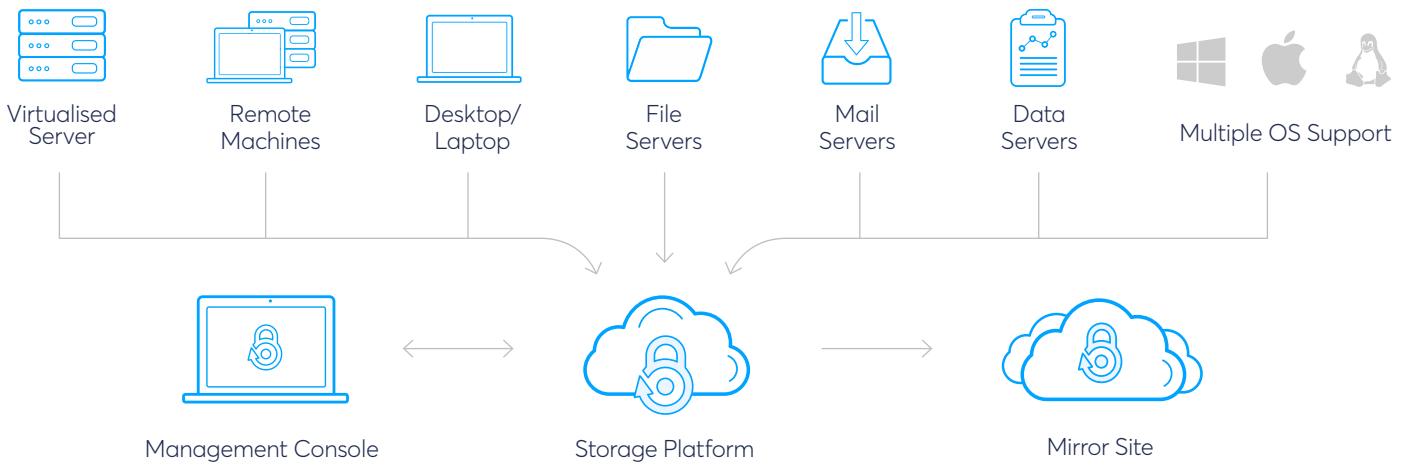 Virtualised
Server
Remote
Machines
Desktop/
Laptop
File
Servers
Mail
Servers
Data
Servers
Multiple OS Support
Management Console
Storage Platform
Mirror Site